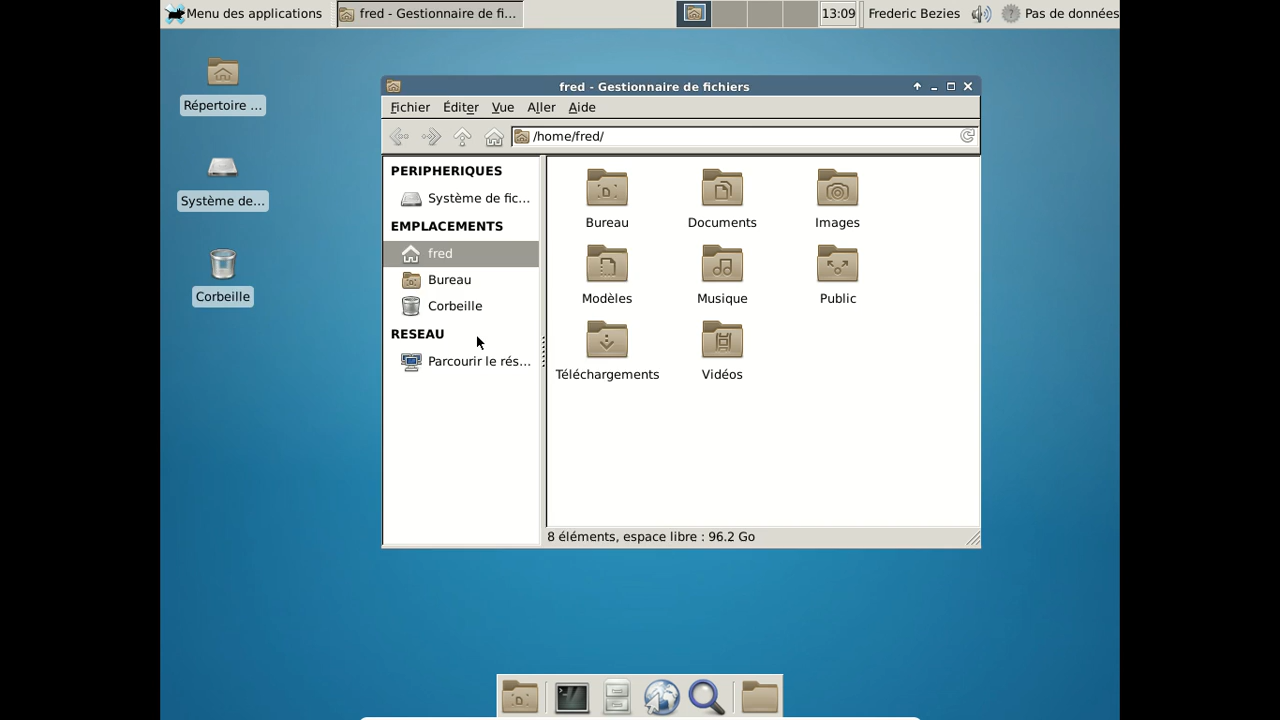 Menu des applications
fred - Gestionnaire de fi...
13:09
Frederic Bezies
Pas de données
Répertoire ...
Système de...
Corbeille
fred - Gestionnaire de fichiers
Fichier Éditer Vue Aller Aide
/home/fred/
PERIPHERIQUES
Système de fic...
EMPLACEMENTS
fred
Bureau
Corbeille
RESEAU
Parcourir le rés...
Bureau Documents Images
Modèles Musique Public
Téléchargements Vidéos
8 éléments, espace libre : 96.2 Go